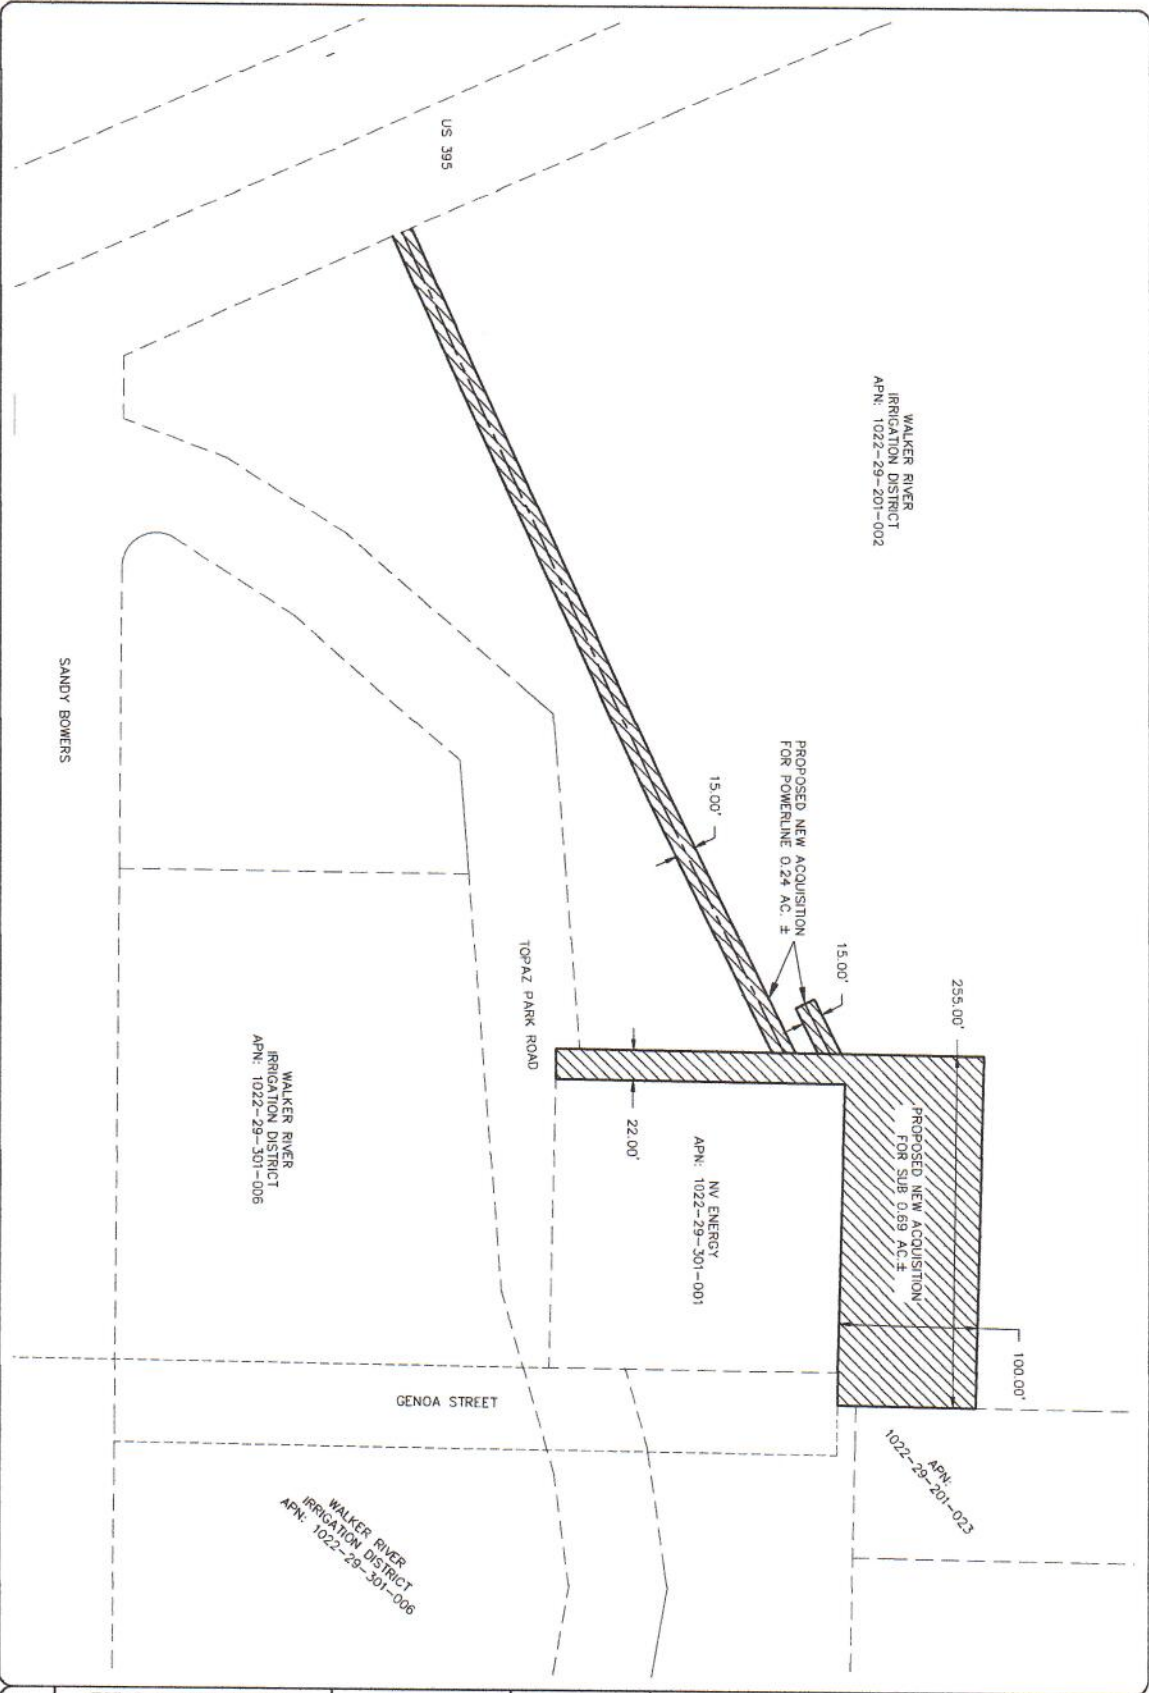 US 395
WALKER RIVER
IRRIGATION DISTRICT
APN: 1022-29-201-002
PROPOSED NEW ACQUISITION
FOR POWERLINE 0.24 AC. ±
15.00'
15.00'
255.00'
PROPOSED NEW ACQUISITION
FOR SUB 0.69 AC.±
100.00'
APN:
1022-29-201-023
22.00'
NV ENERGY
APN: 1022-29-301-001
TOPAZ PARK ROAD
GENOA STREET
WALKER RIVER
IRRIGATION DISTRICT
APN: 1022-29-301-006
WALKER RIVER
IRRIGATION DISTRICT
APN: 1022-29-301-006
SANDY BOWERS